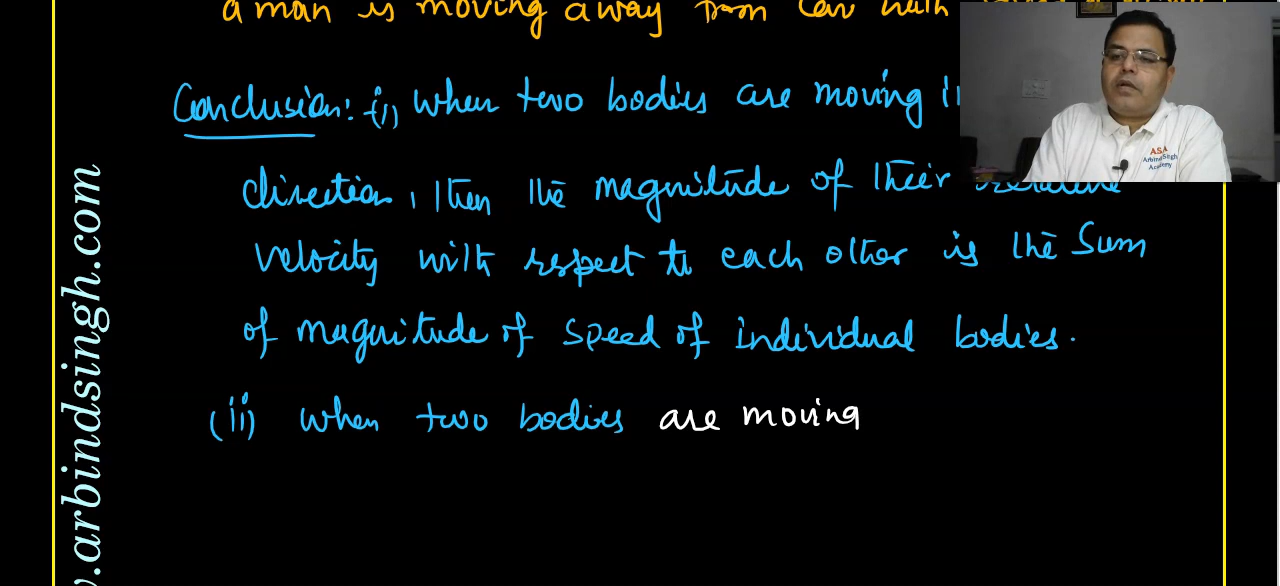 a man is moving away from car with
Conclusion: (i) when two bodies are moving in
direction, then the magnitude of their relative
velocity with respect to each other is the Sum
of magnitude of speed of individual bodies.
(ii) when two bodies are moving
.arbindsingh.com
ASA
Arbind Singh
Academy